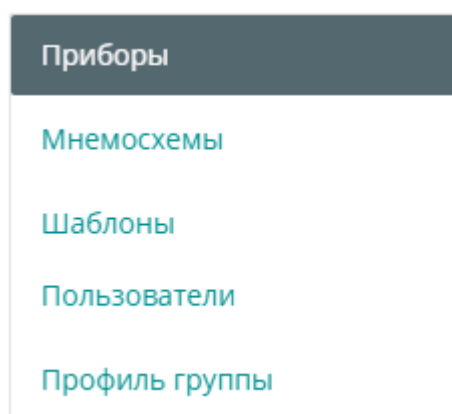 Приборы
Мнемосхемы
Шаблоны
Пользователи
Профиль группы